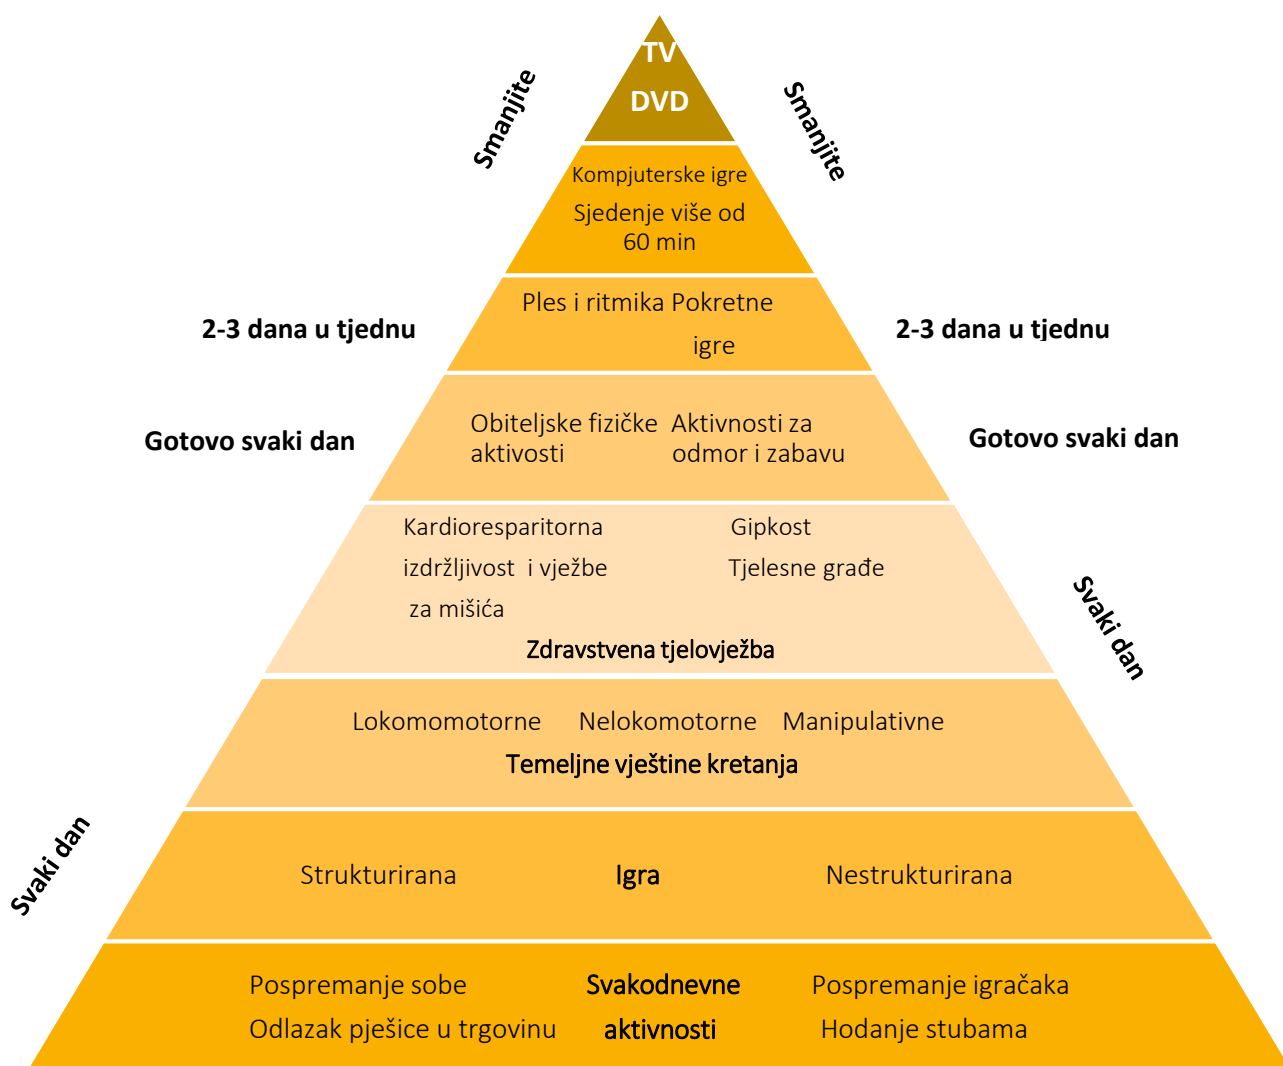 TV
DVD
Smanjite
Smanjite
Kompjuterske igre
Sjedenje više od
60 min
Ples i ritmika Pokretne
igre
2-3 dana u tjednu
2-3 dana u tjednu
Obiteljske fizičke Aktivnosti za
aktivosti odmor i zabavu
Gotovo svaki dan
Gotovo svaki dan
Kardioresparitorna Gipkost
izdržljivost i vježbe Tjelesne građe
za mišića
Zdravstvena tjelovježba
Svaki dan
Lokomomotorne Nelokomotorne Manipulativne
Temeljne vještine kretanja
Svaki dan
Strukturirana Igra Nestrukturirana
Pospremanje sobe Svakodnevne Pospremanje igračaka
Odlazak pješice u trgovinu aktivnosti Hodanje stubama